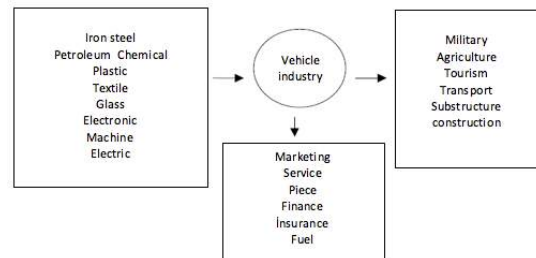 Iron steel
Petroleum Chemical
Plastic
Textile
Glass
Electronic
Machine
Electric
Vehicle
industry
Military
Agriculture
Tourism
Transport
Substructure
construction
Marketing
Service
Piece
Finance
İnsurance
Fuel